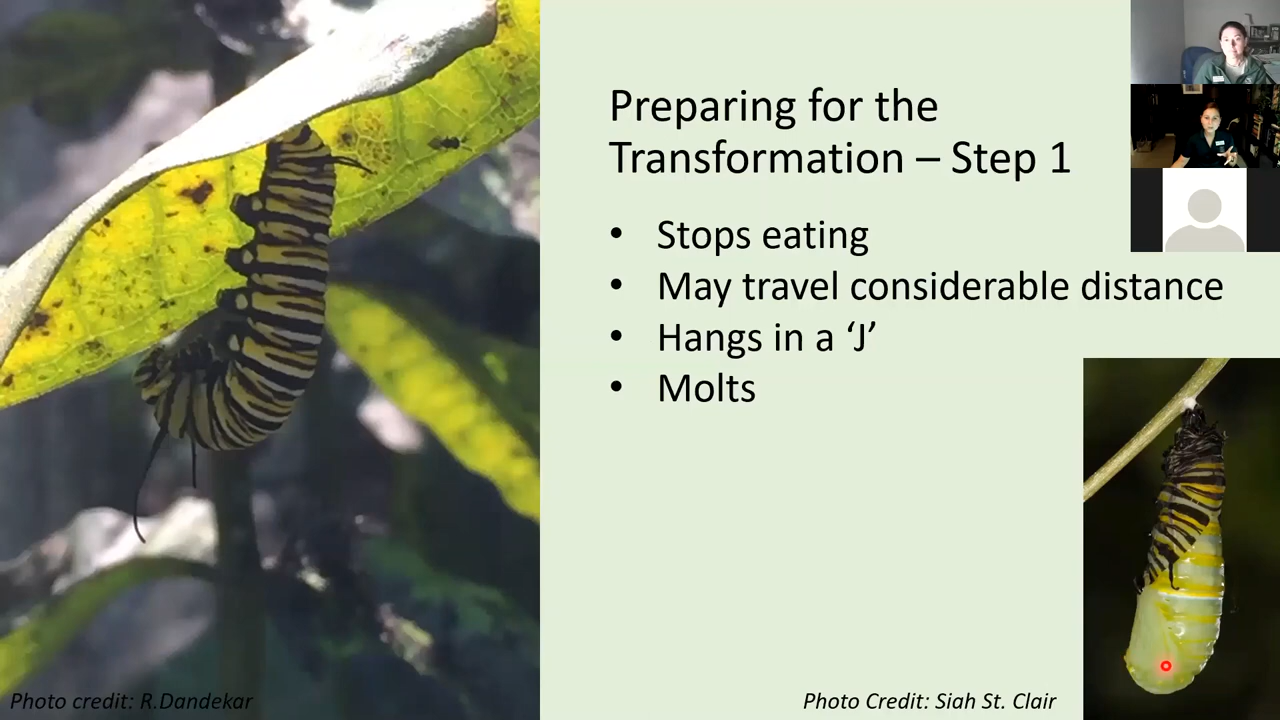 Preparing for the
Transformation – Step 1
• Stops eating
• May travel considerable distance
• Hangs in a ‘J’
• Molts
Photo credit: R.Dandekar
Photo Credit: Siah St. Clair